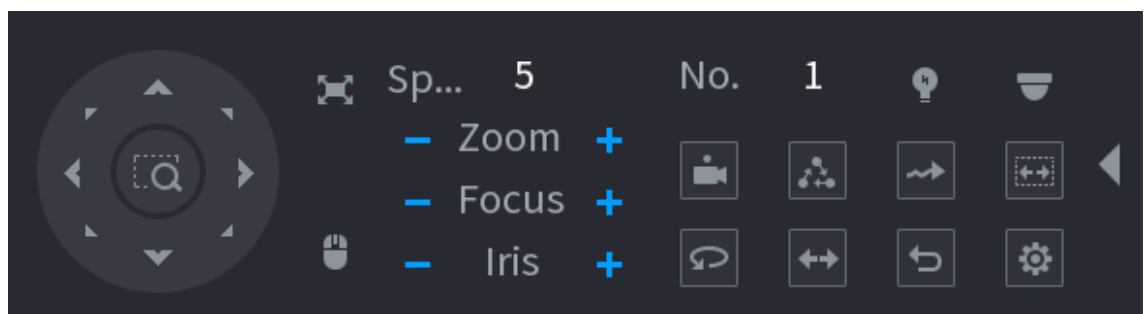 Sp... 5 No. 1
− Zoom +
− Focus +
− Iris +